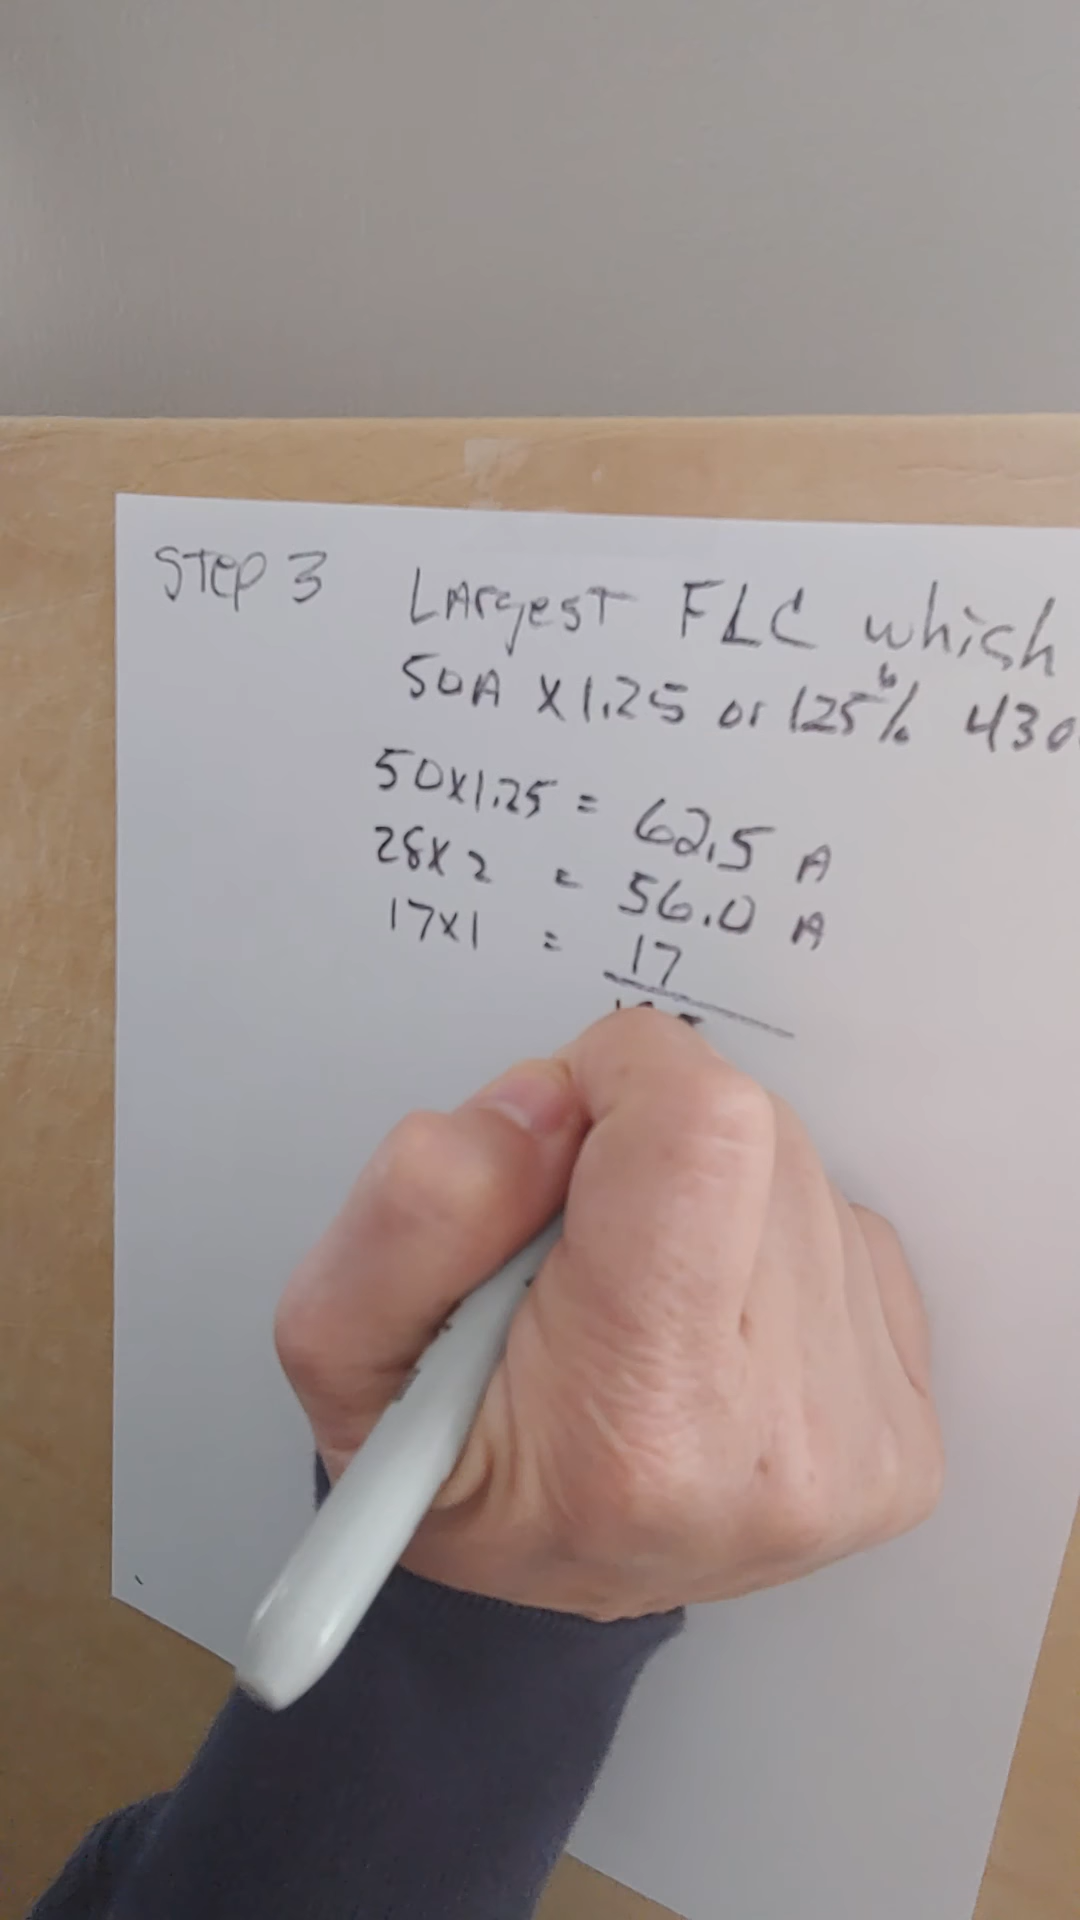 STep 3 LArgesT FLC which
50A X 1.25 or 125% 430
50x1.25 = 62.5 A
28x2 = 56.0 A
17x1 = 17